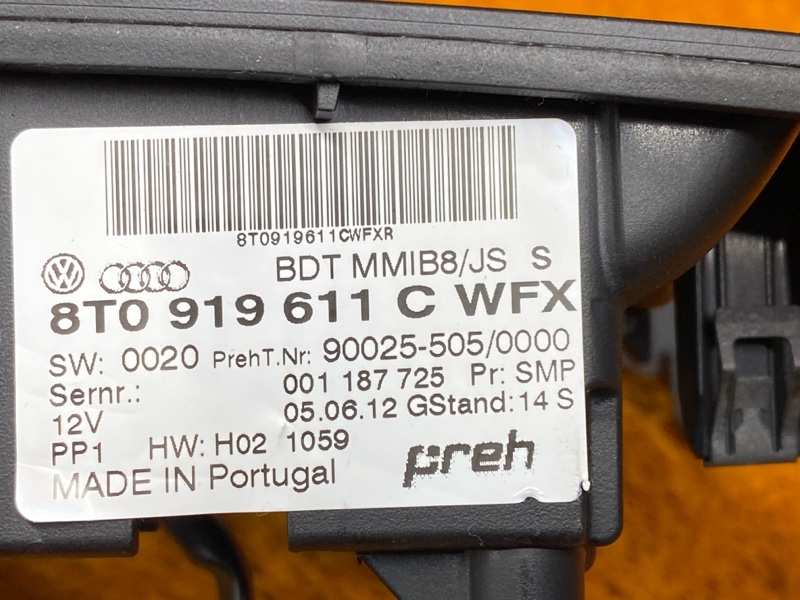 8T0919611CWFXR
BDT MMIB8/JS S
8T0 919 611 C WFX
SW: 0020 PrehT.Nr: 90025-505/0000
Sernr.: 001 187 725 Pr: SMP
12V 05.06.12 GStand: 14 S
PP1 HW: H02 1059
preh
MADE IN Portugal